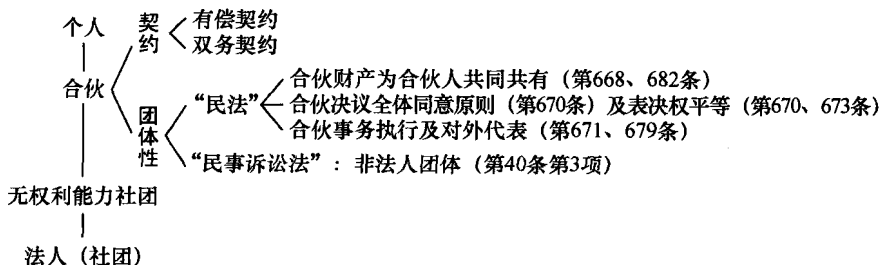 个人
合伙
契约
有偿契约
双务契约
团体性
“民法”
合伙财产为合伙人共同共有（第668、682条）
合伙决议全体同意原则（第670条）及表决权平等（第670、673条）
合伙事务执行及对外代表（第671、679条）
“民事诉讼法”：非法人团体（第40条第3项）
无权利能力社团
法人（社团）